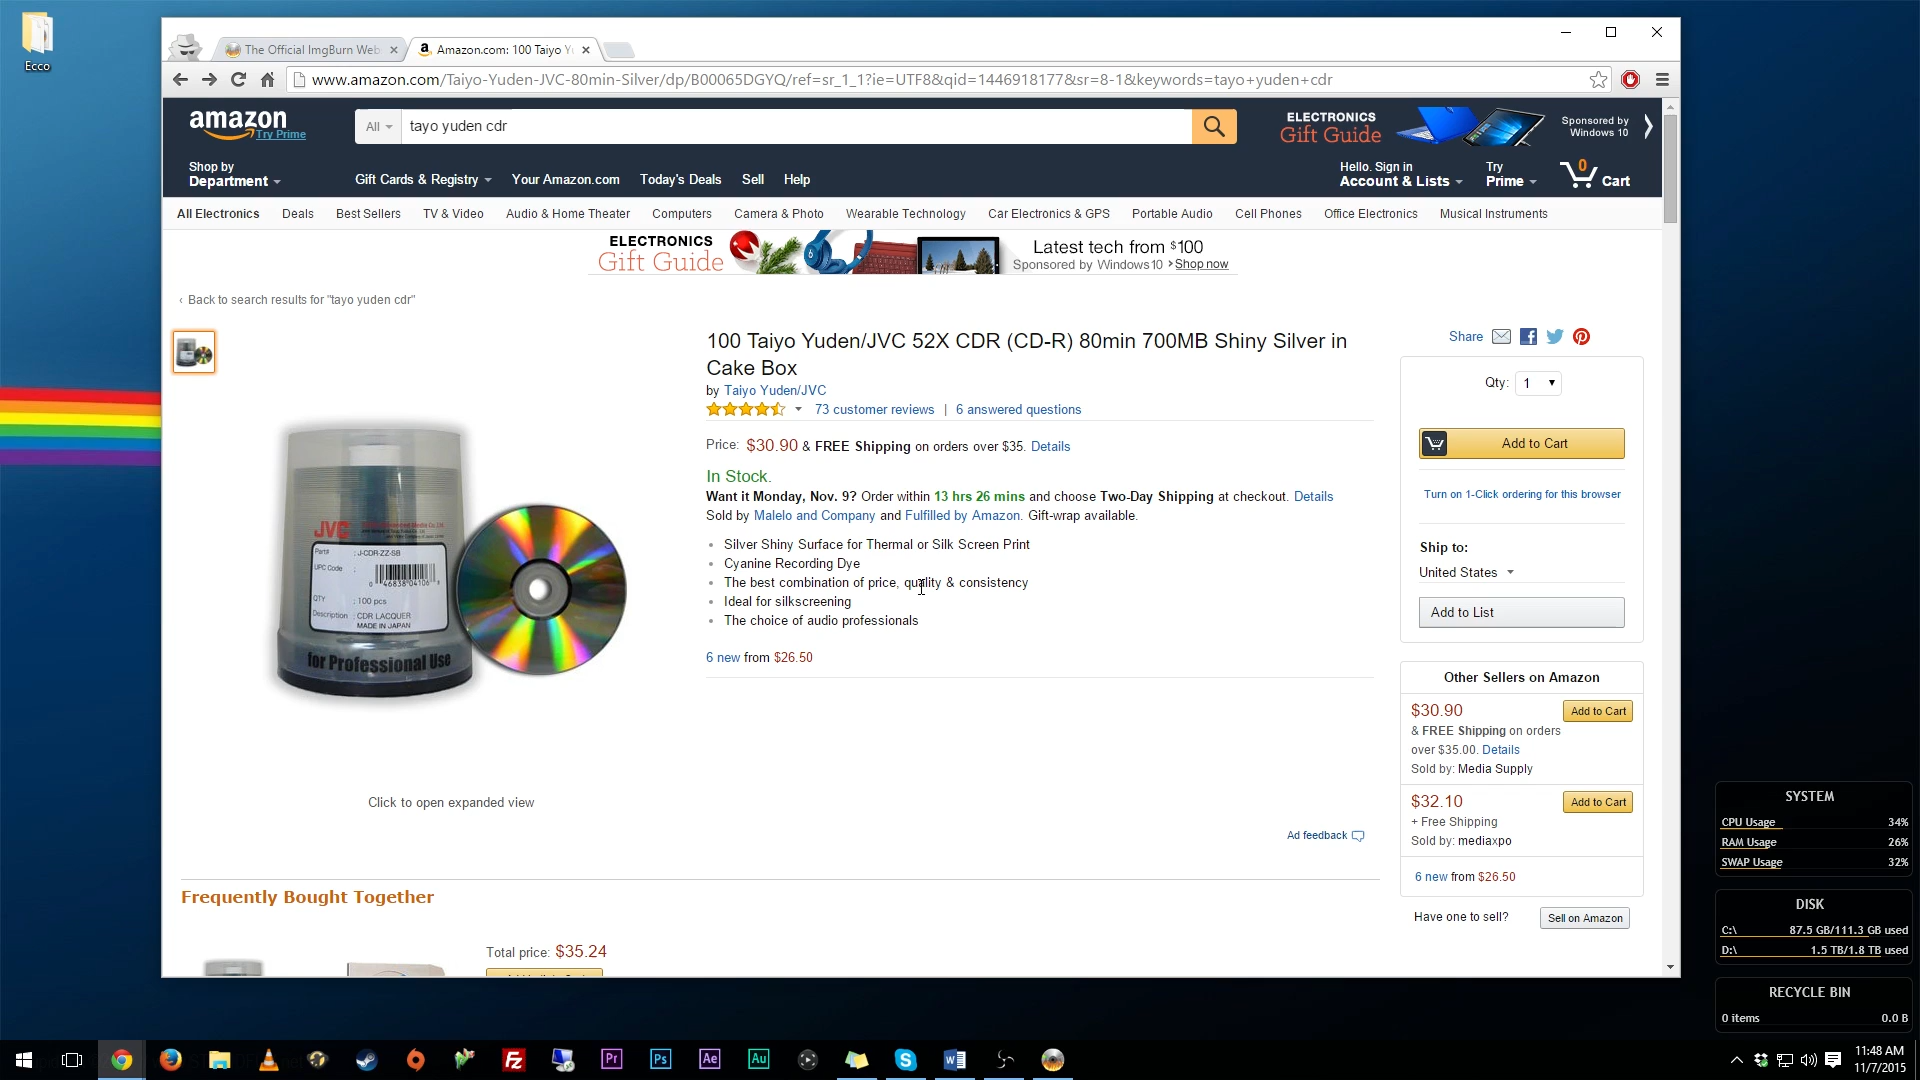 Ecco
The Official ImgBurn Web
Amazon.com: 100 Taiyo Y
www.amazon.com/Taiyo-Yuden-JVC-80min-Silver/dp/B00065DGYQ/ref=sr_1_1?ie=UTF8&qid=1446918177&sr=8-1&keywords=tayo+yuden+cdr
amazon
Try Prime
All
tayo yuden cdr
ELECTRONICS
Gift Guide
Sponsored by
Windows 10
Shop by
Department
Gift Cards & Registry
Your Amazon.com
Today's Deals
Sell
Help
Hello. Sign in
Account & Lists
Try
Prime
0
Cart
All Electronics
Deals
Best Sellers
TV & Video
Audio & Home Theater
Computers
Camera & Photo
Wearable Technology
Car Electronics & GPS
Portable Audio
Cell Phones
Office Electronics
Musical Instruments
ELECTRONICS
Gift Guide
Latest tech from $100
Sponsored by Windows10 › Shop now
‹ Back to search results for "tayo yuden cdr"
100 Taiyo Yuden/JVC 52X CDR (CD-R) 80min 700MB Shiny Silver in
Cake Box
by Taiyo Yuden/JVC
73 customer reviews | 6 answered questions
Price: $30.90 & FREE Shipping on orders over $35. Details
In Stock.
Want it Monday, Nov. 9? Order within 13 hrs 26 mins and choose Two-Day Shipping at checkout. Details
Sold by Malelo and Company and Fulfilled by Amazon. Gift-wrap available.
• Silver Shiny Surface for Thermal or Silk Screen Print
• Cyanine Recording Dye
• The best combination of price, quality & consistency
• Ideal for silkscreening
• The choice of audio professionals
6 new from $26.50
JVC
Part# : J-CDR-ZZ-SB
UPC Code :
QTY : 100 pcs
Description : CDR LACQUER
MADE IN JAPAN
for Professional Use
Click to open expanded view
Ad feedback
Share
Qty: 1
Add to Cart
Turn on 1-Click ordering for this browser
Ship to:
United States
Add to List
Other Sellers on Amazon
$30.90
Add to Cart
& FREE Shipping on orders
over $35.00. Details
Sold by: Media Supply
$32.10
Add to Cart
+ Free Shipping
Sold by: mediaxpo
6 new from $26.50
Have one to sell?
Sell on Amazon
Frequently Bought Together
Total price: $35.24
SYSTEM
CPU Usage 34%
RAM Usage 26%
SWAP Usage 32%
DISK
C:\ 87.5 GB/111.3 GB used
D:\ 1.5 TB/1.8 TB used
RECYCLE BIN
0 items 0.0 B
Pr
Ps
Ae
Au
11:48 AM
11/7/2015